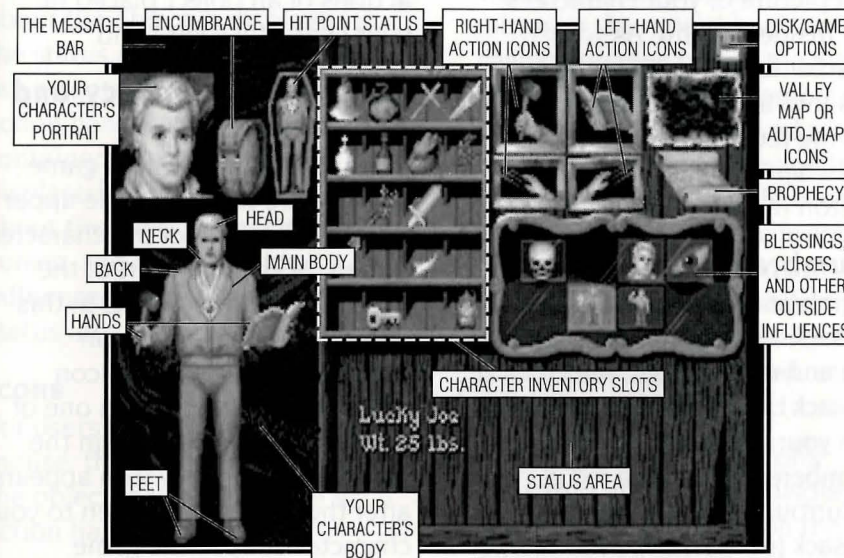 THE MESSAGE
BAR
ENCUMBRANCE
HIT POINT STATUS
RIGHT-HAND
ACTION ICONS
LEFT-HAND
ACTION ICONS
DISK/GAME
OPTIONS
YOUR
CHARACTER'S
PORTRAIT
VALLEY
MAP OR
AUTO-MAP
ICONS
PROPHECY
HEAD
NECK
MAIN BODY
BACK
HANDS
BLESSINGS,
CURSES,
AND OTHER
OUTSIDE
INFLUENCES
CHARACTER INVENTORY SLOTS
Lucky Joe
Wt. 25 lbs.
STATUS AREA
FEET
YOUR
CHARACTER'S
BODY